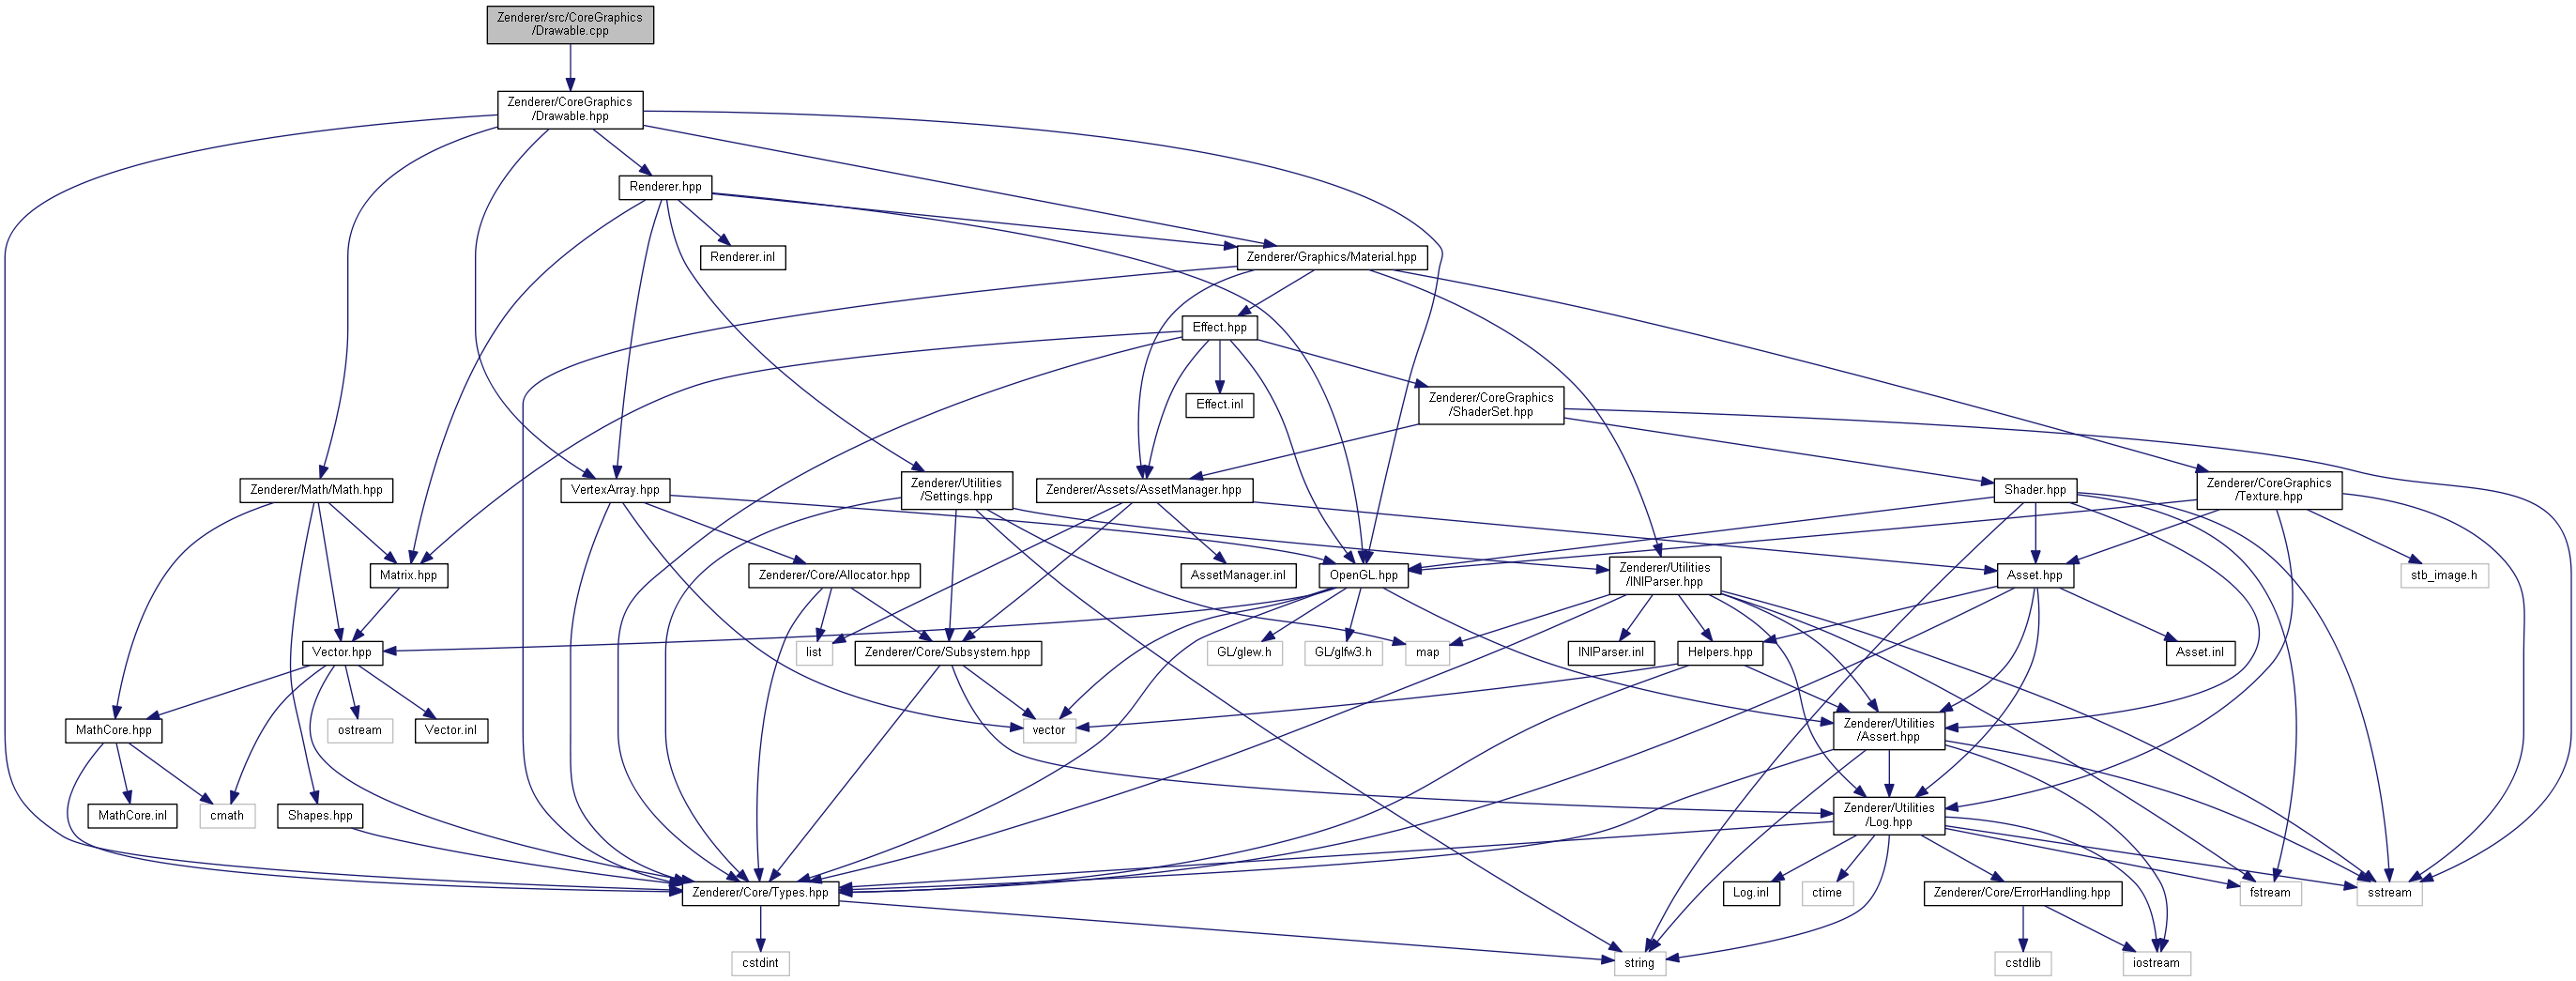 Zenderer/src/CoreGraphics
/Drawable.cpp
Zenderer/CoreGraphics
/Drawable.hpp
Renderer.hpp
Renderer.inl
Zenderer/Graphics/Material.hpp
Effect.hpp
Effect.inl
Zenderer/CoreGraphics
/ShaderSet.hpp
Zenderer/Math/Math.hpp
VertexArray.hpp
Zenderer/Utilities
/Settings.hpp
Zenderer/Assets/AssetManager.hpp
Shader.hpp
Zenderer/CoreGraphics
/Texture.hpp
Matrix.hpp
Zenderer/Core/Allocator.hpp
AssetManager.inl
OpenGL.hpp
Zenderer/Utilities
/INIParser.hpp
Asset.hpp
stb_image.h
Vector.hpp
list
Zenderer/Core/Subsystem.hpp
GL/glew.h
GL/glfw3.h
map
INIParser.inl
Helpers.hpp
Asset.inl
MathCore.hpp
ostream
Vector.inl
vector
Zenderer/Utilities
/Assert.hpp
MathCore.inl
cmath
Shapes.hpp
Zenderer/Utilities
/Log.hpp
Zenderer/Core/Types.hpp
Log.inl
ctime
Zenderer/Core/ErrorHandling.hpp
fstream
sstream
cstdint
string
cstdlib
iostream